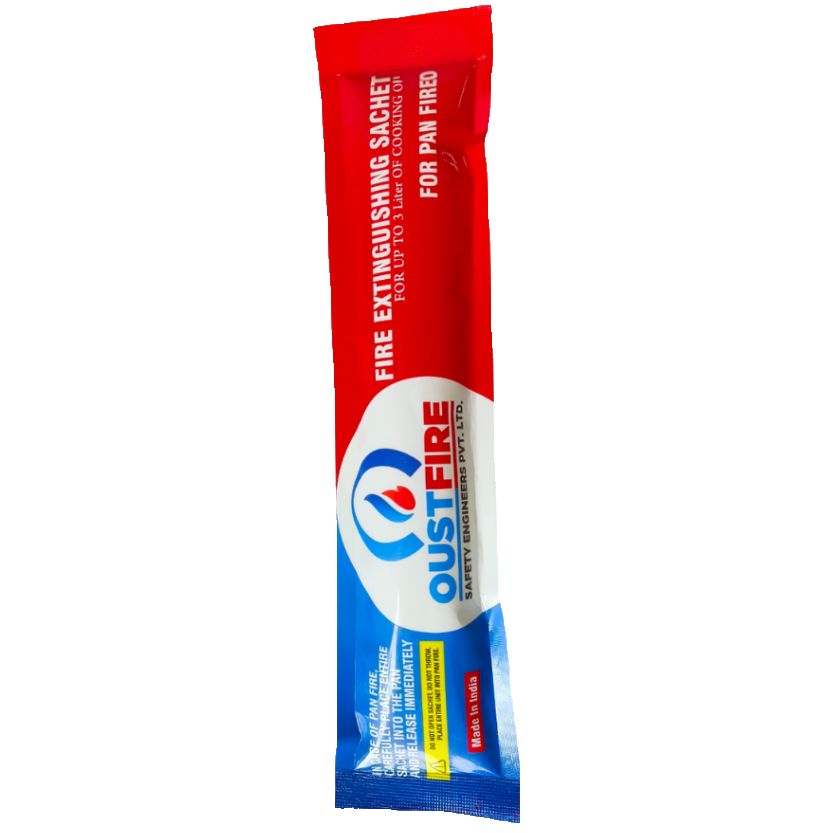 FIRE EXTINGUISHING SACHET
FOR UP TO 3 Liter OF COOKING OI
FOR PAN FIRED
OUSTFIRE
SAFETY ENGINEERS PVT. LTD.
IN CASE OF PAN FIRE,
CAREFULLY PLACE ENTIRE
SACHET INTO THE PAN
AND RELEASE IMMEDIATELY
DO NOT OPEN SACHET, DO NOT THROW.
PLACE ENTIRE UNIT INTO PAN FIRE.
Made In India